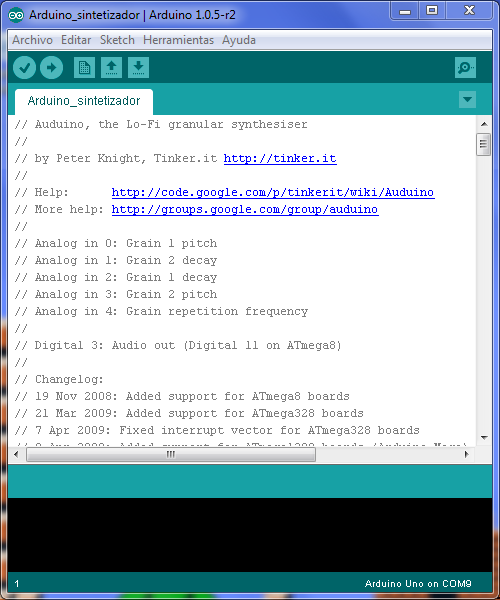 Arduino_sintetizador | Arduino 1.0.5-r2
Archivo Editar Sketch Herramientas Ayuda
Arduino_sintetizador
// Auduino, the Lo-Fi granular synthesiser
//
// by Peter Knight, Tinker.it http://tinker.it
//
// Help: http://code.google.com/p/tinkerit/wiki/Auduino
// More help: http://groups.google.com/group/auduino
//
// Analog in 0: Grain 1 pitch
// Analog in 1: Grain 2 decay
// Analog in 2: Grain 1 decay
// Analog in 3: Grain 2 pitch
// Analog in 4: Grain repetition frequency
//
// Digital 3: Audio out (Digital 11 on ATmega8)
//
// Changelog:
// 19 Nov 2008: Added support for ATmega8 boards
// 21 Mar 2009: Added support for ATmega328 boards
// 7 Apr 2009: Fixed interrupt vector for ATmega328 boards
Added support for boards
1 Arduino Uno on COM9